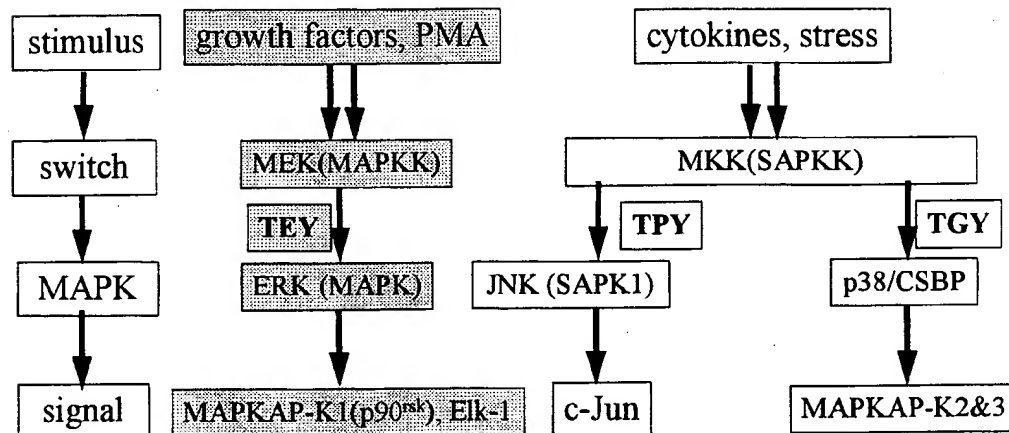 stimulus
growth factors, PMA
cytokines, stress
switch
MEK(MAPKK)
MKK(SAPKK)
TEY
TPY
TGY
MAPK
ERK (MAPK)
JNK (SAPK1)
p38/CSBP
signal
MAPKAP-K1(p90rsk), Elk-1
c-Jun
MAPKAP-K2&3